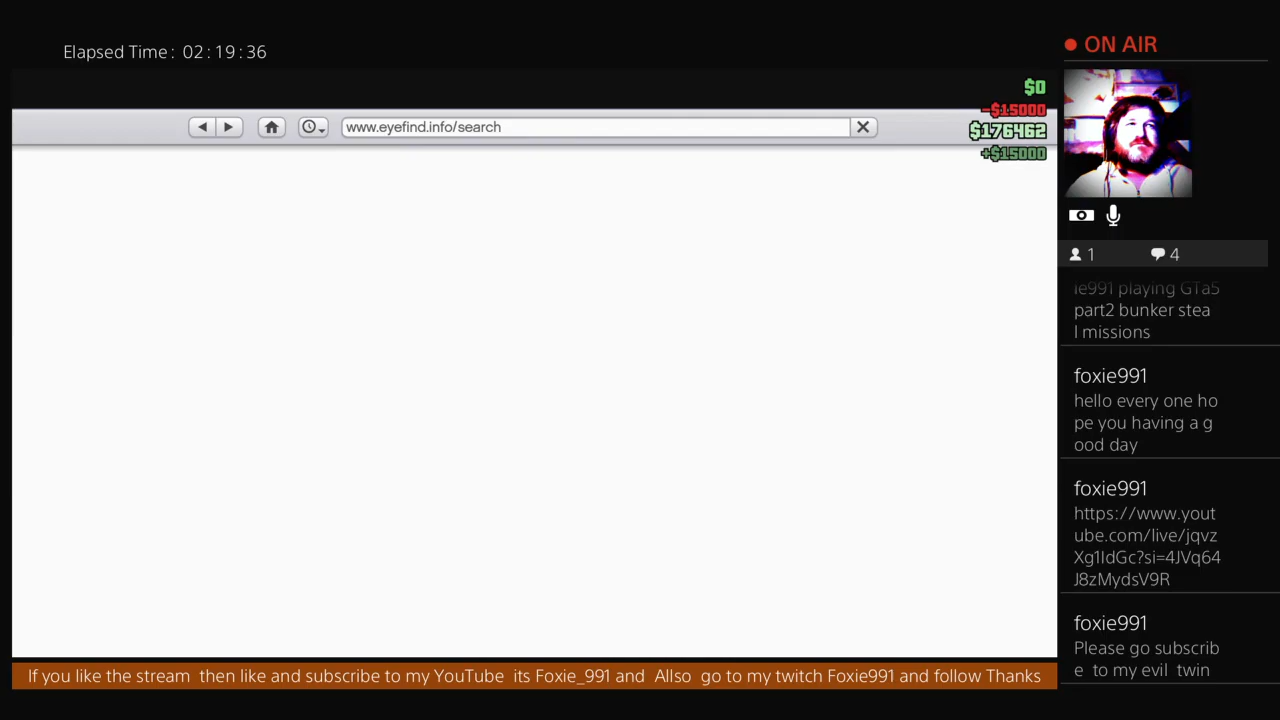 Elapsed Time: 02:19:36
ON AIR
$0
-$15000
$176462
+$15000
www.eyefind.info/search
1
4
ie991 playing GTa5
part2 bunker stea
l missions
foxie991
hello every one ho
pe you having a g
ood day
foxie991
https://www.yout
ube.com/live/jqvz
Xg1IdGc?si=4JVq64
J8zMydsV9R
foxie991
Please go subscrib
e to my evil twin
If you like the stream then like and subscribe to my YouTube its Foxie_991 and Allso go to my twitch Foxie991 and follow Thanks